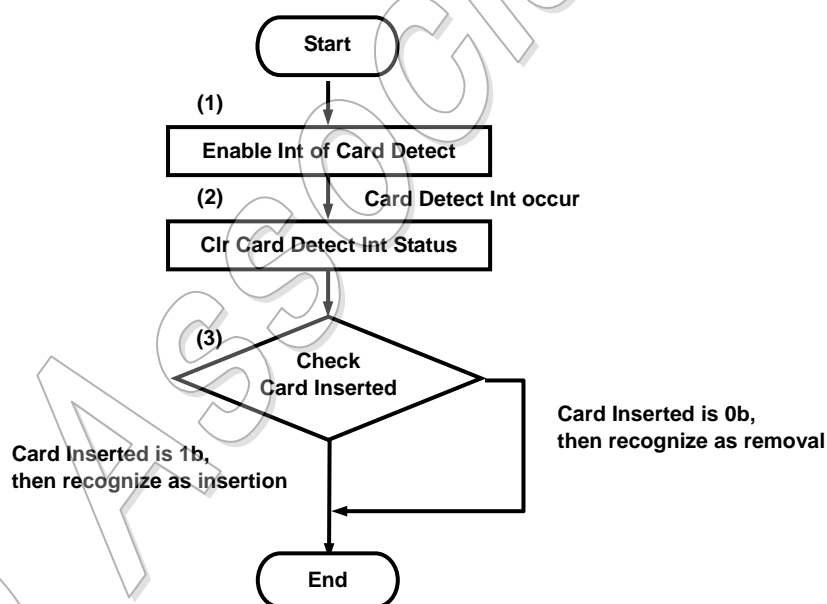 Start
(1)
Enable Int of Card Detect
(2)
Card Detect Int occur
Clr Card Detect Int Status
(3)
Check
Card Inserted
Card Inserted is 0b,
then recognize as removal
Card Inserted is 1b,
then recognize as insertion
End